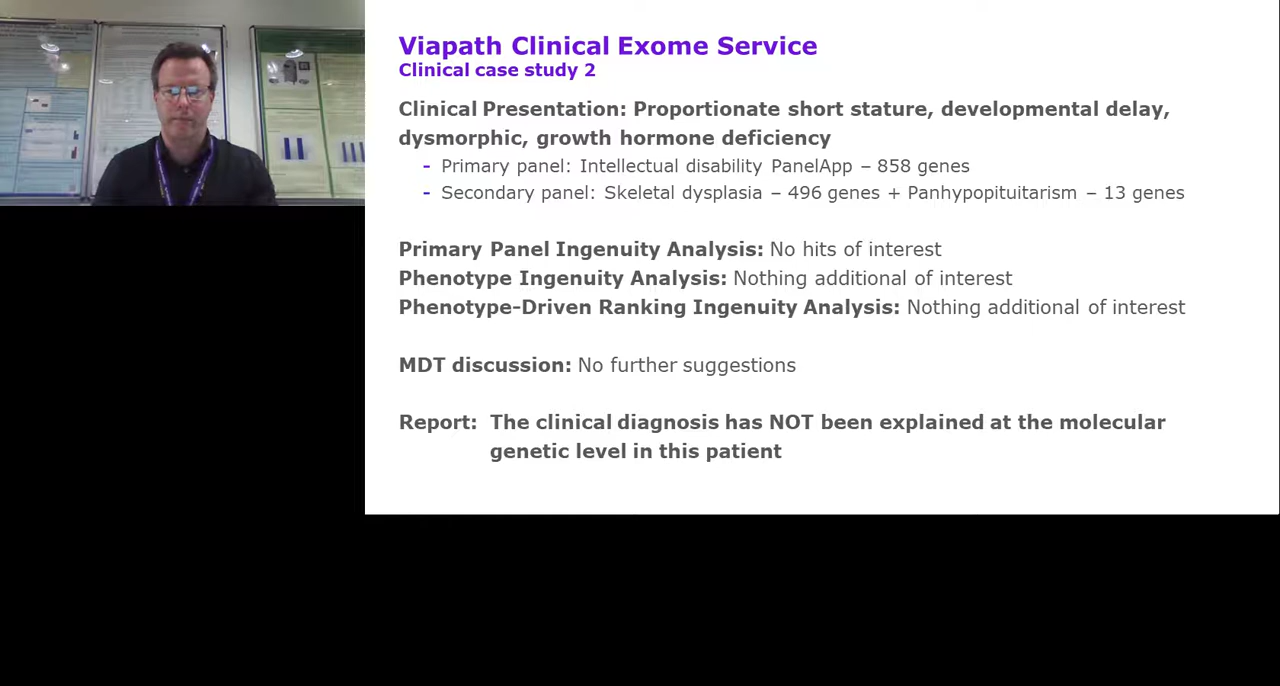 Viapath Clinical Exome Service
Clinical case study 2
Clinical Presentation: Proportionate short stature, developmental delay,
dysmorphic, growth hormone deficiency
- Primary panel: Intellectual disability PanelApp – 858 genes
- Secondary panel: Skeletal dysplasia – 496 genes + Panhypopituitarism – 13 genes
Primary Panel Ingenuity Analysis: No hits of interest
Phenotype Ingenuity Analysis: Nothing additional of interest
Phenotype-Driven Ranking Ingenuity Analysis: Nothing additional of interest
MDT discussion: No further suggestions
Report: The clinical diagnosis has NOT been explained at the molecular
genetic level in this patient